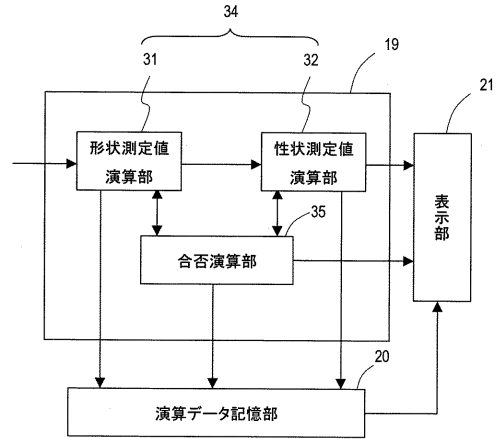 34
31
32
19
21
形状測定値
演算部
性状測定値
演算部
表示部
35
合否演算部
20
演算データ記憶部